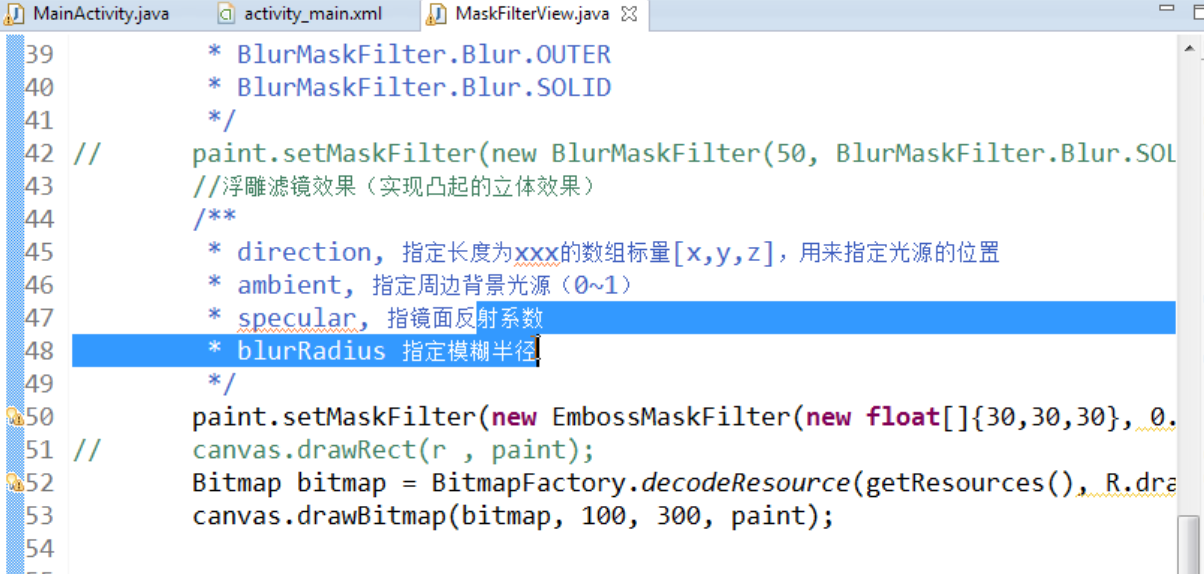 MainActivity.java activity_main.xml MaskFilterView.java
39 * BlurMaskFilter.Blur.OUTER
40 * BlurMaskFilter.Blur.SOLID
41 */
42 // paint.setMaskFilter(new BlurMaskFilter(50, BlurMaskFilter.Blur.SOL
43 //浮雕滤镜效果（实现凸起的立体效果）
44 /**
45 * direction, 指定长度为xxx的数组标量[x,y,z]，用来指定光源的位置
46 * ambient, 指定周边背景光源（0~1）
47 * specular, 指镜面反射系数
48 * blurRadius 指定模糊半径
49 */
50 paint.setMaskFilter(new EmbossMaskFilter(new float[]{30,30,30}, 0.
51 // canvas.drawRect(r , paint);
52 Bitmap bitmap = BitmapFactory.decodeResource(getResources(), R.dra
53 canvas.drawBitmap(bitmap, 100, 300, paint);
54